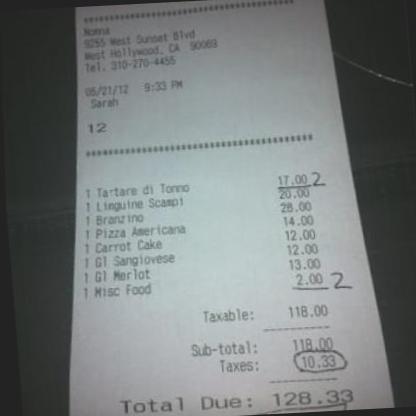 Nonna
9255 West Sunset Blvd
West Hollywood, CA 90069
Tel. 310-270-4455
05/21/12 9:33 PM
Sarah
12
1 Tartare di Tonno 17.00 2
1 Linguine Scampi 20.00
1 Branzino 28.00
1 Pizza Americana 14.00
1 Carrot Cake 12.00
1 Gl Sangiovese 12.00
1 Gl Merlot 13.00
1 Misc Food 2.00 2
Taxable: 118.00
Sub-total: 118.00
Taxes: 10.33
Total Due: 128.33